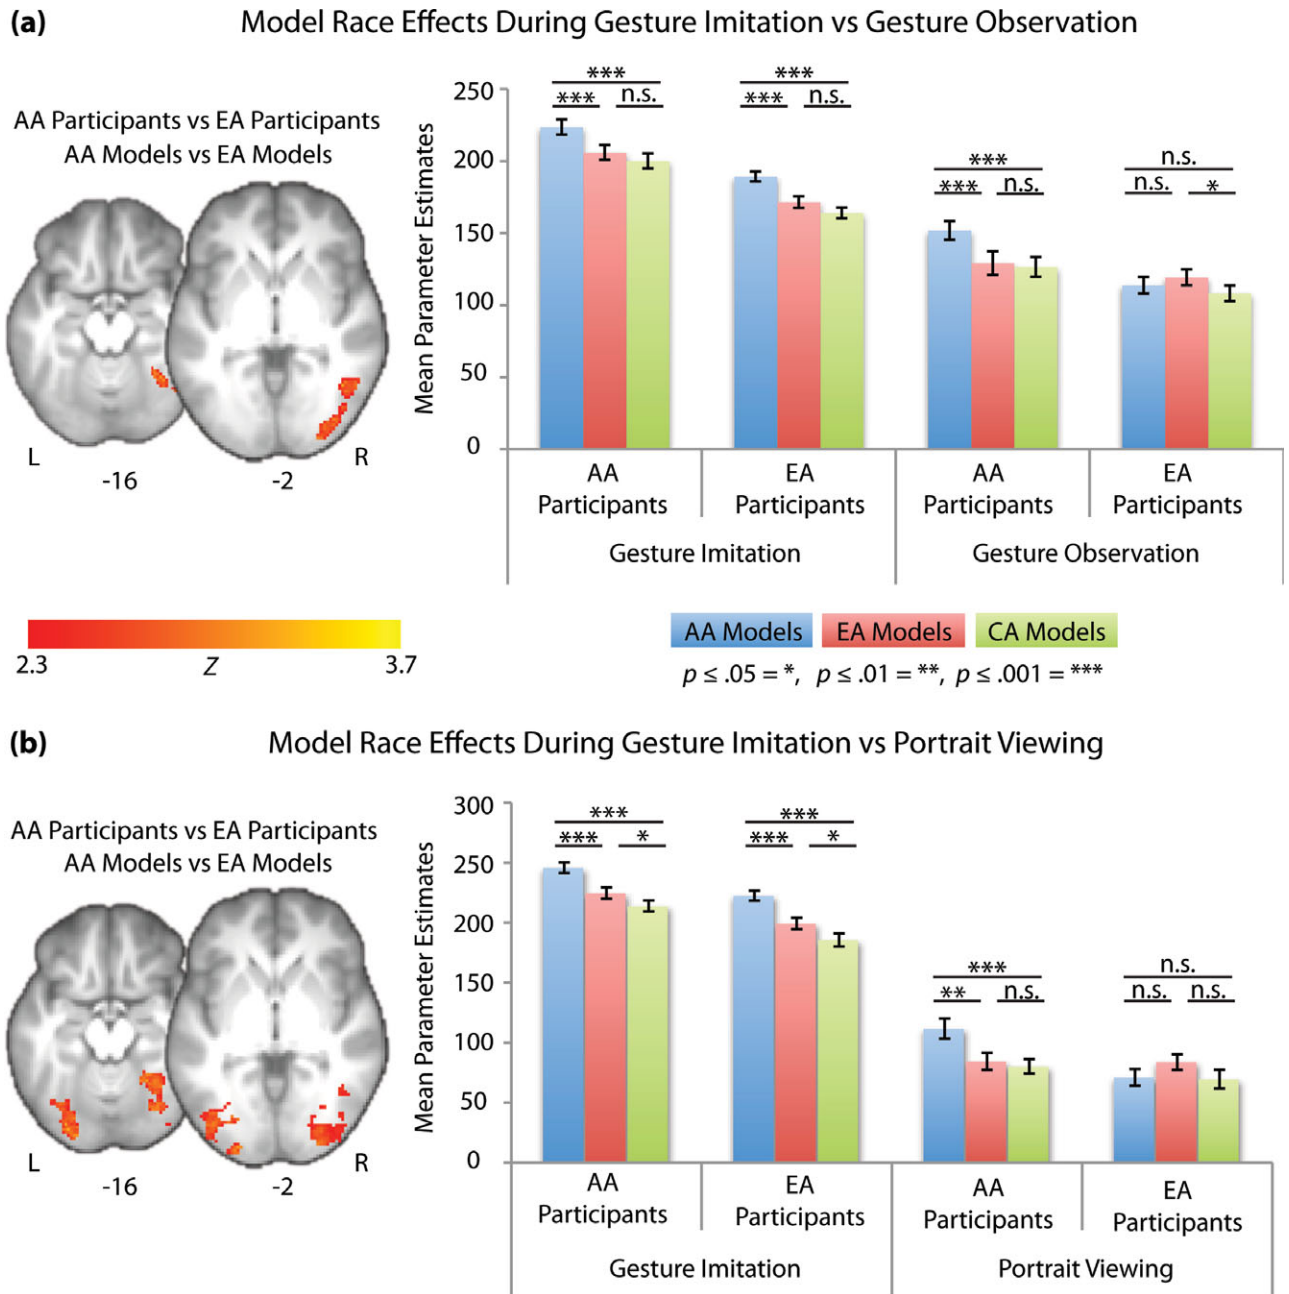 (a) Model Race Effects During Gesture Imitation vs Gesture Observation
AA Participants vs EA Participants
AA Models vs EA Models
L
R
-16
-2
2.3
Z
3.7
Mean Parameter Estimates
250
200
150
100
50
0
***
*** n.s.
***
*** n.s.
***
*** n.s.
n.s.
n.s. *
AA
Participants
EA
Participants
AA
Participants
EA
Participants
Gesture Imitation
Gesture Observation
AA Models EA Models CA Models
p ≤ .05 = *, p ≤ .01 = **, p ≤ .001 = ***
(b) Model Race Effects During Gesture Imitation vs Portrait Viewing
AA Participants vs EA Participants
AA Models vs EA Models
L
R
-16
-2
Mean Parameter Estimates
300
250
200
150
100
50
0
***
*** *
***
*** *
***
** n.s.
n.s.
n.s. n.s.
AA
Participants
EA
Participants
AA
Participants
EA
Participants
Gesture Imitation
Portrait Viewing